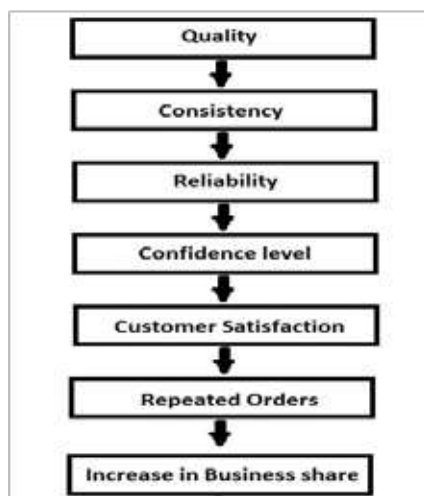 Quality
Consistency
Reliability
Confidence level
Customer Satisfaction
Repeated Orders
Increase in Business share